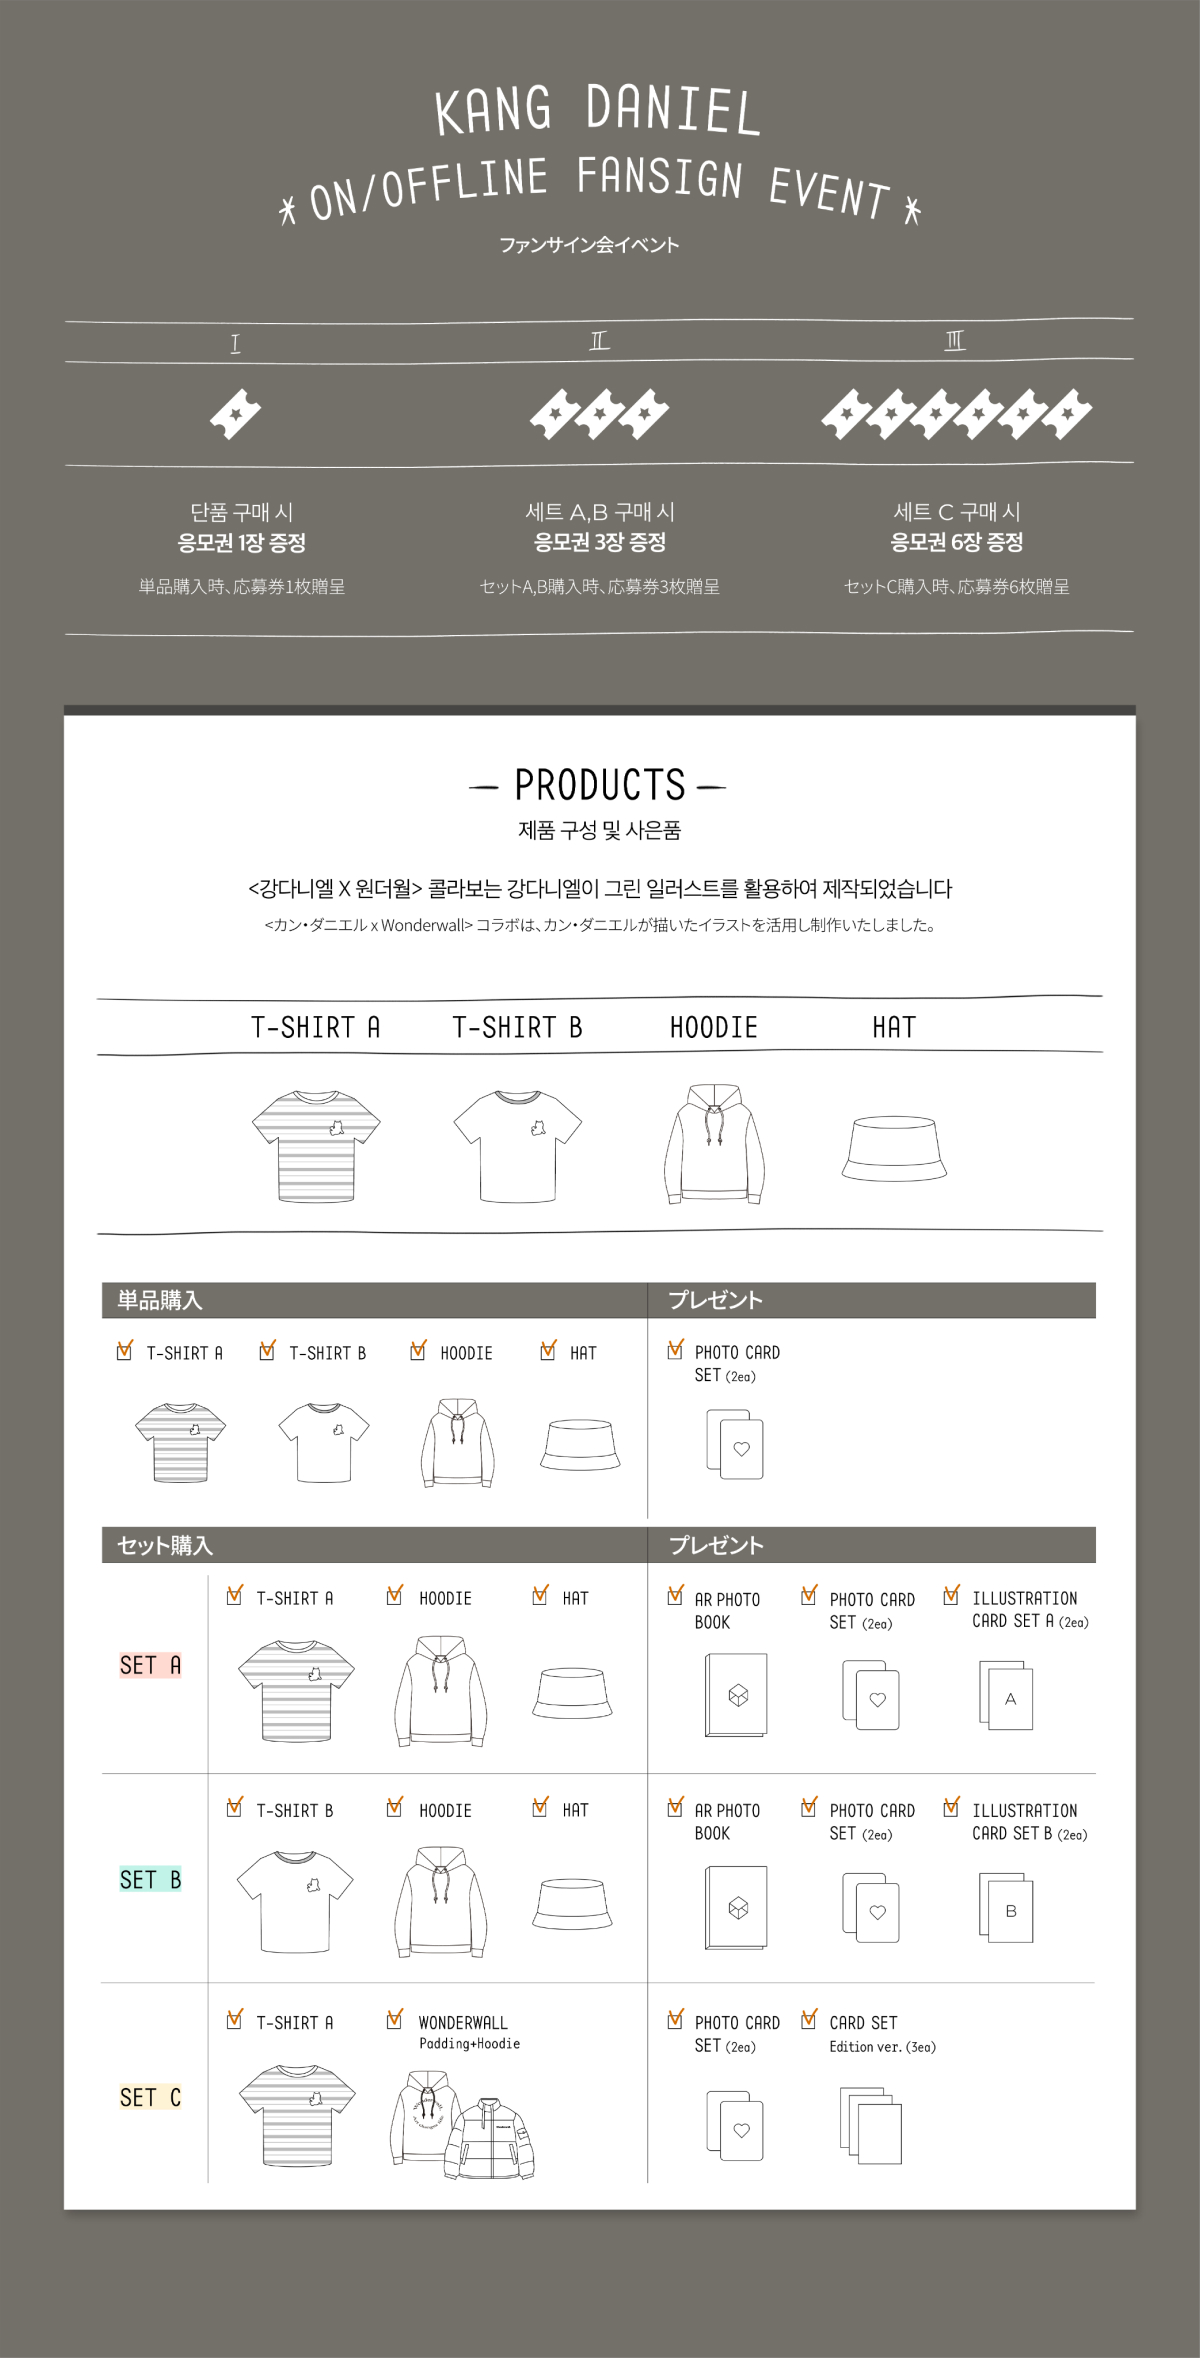 KANG DANIEL
* ON/OFFLINE FANSIGN EVENT *
ファンサイン会イベント
I
II
III
단품 구매 시
응모권 1장 증정
単品購入時、応募券1枚贈呈
세트 A,B 구매 시
응모권 3장 증정
セットA,B購入時、応募券3枚贈呈
세트 C 구매 시
응모권 6장 증정
セットC購入時、応募券6枚贈呈
PRODUCTS
제품 구성 및 사은품
<강다니엘 X 원더월> 콜라보는 강다니엘이 그린 일러스트를 활용하여 제작되었습니다
<カン・ダニエル x Wonderwall> コラボは、カン・ダニエルが描いたイラストを活用し制作いたしました。
T-SHIRT A
T-SHIRT B
HOODIE
HAT
単品購入
プレゼント
T-SHIRT A
T-SHIRT B
HOODIE
HAT
PHOTO CARD
SET (2ea)
セット購入
プレゼント
SET A
T-SHIRT A
HOODIE
HAT
AR PHOTO
BOOK
PHOTO CARD
SET (2ea)
ILLUSTRATION
CARD SET A (2ea)
A
SET B
T-SHIRT B
HOODIE
HAT
AR PHOTO
BOOK
PHOTO CARD
SET (2ea)
ILLUSTRATION
CARD SET B (2ea)
B
SET C
T-SHIRT A
WONDERWALL
Padding+Hoodie
PHOTO CARD
SET (2ea)
CARD SET
Edition ver. (3ea)